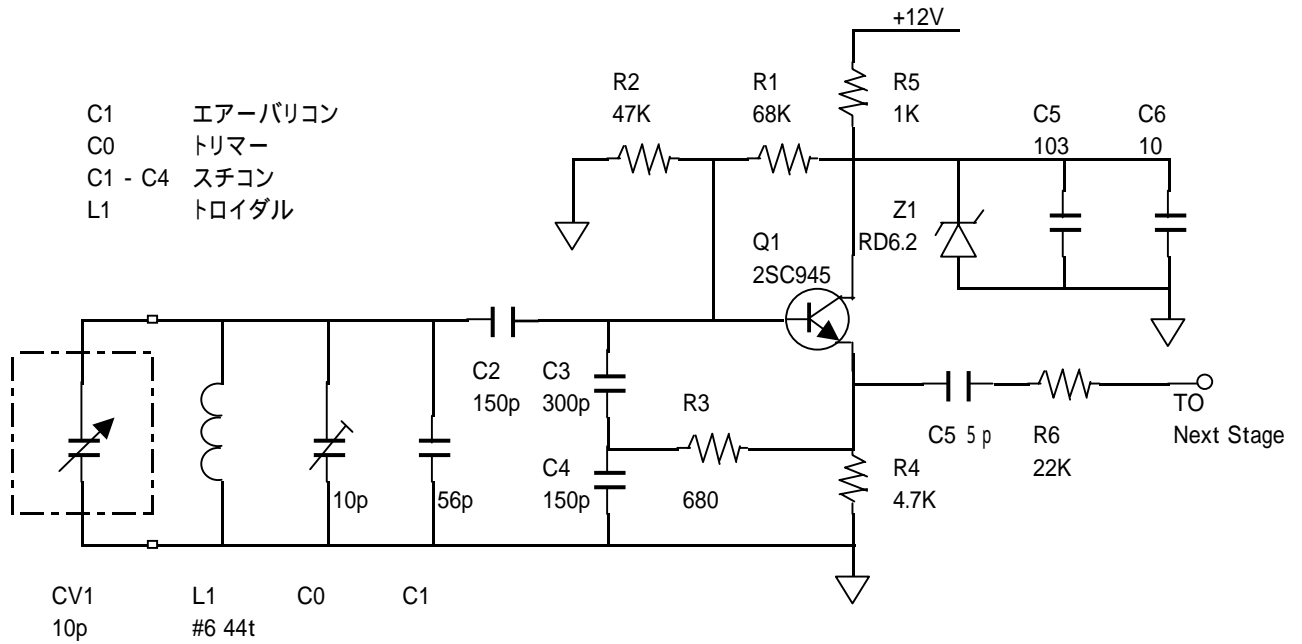 +12V
R2
47K
R1
68K
R5
1K
C5
103
C6
10
C1 エアーバリコン
C0 トリマー
C1 - C4 スチコン
L1 トロイダル
Z1
RD6.2
Q1
2SC945
C2
150p
C3
300p
R3
680
C4
150p
R4
4.7K
C5 5 p
R6
22K
TO
Next Stage
10p
56p
CV1
10p
L1
#6 44t
C0
C1